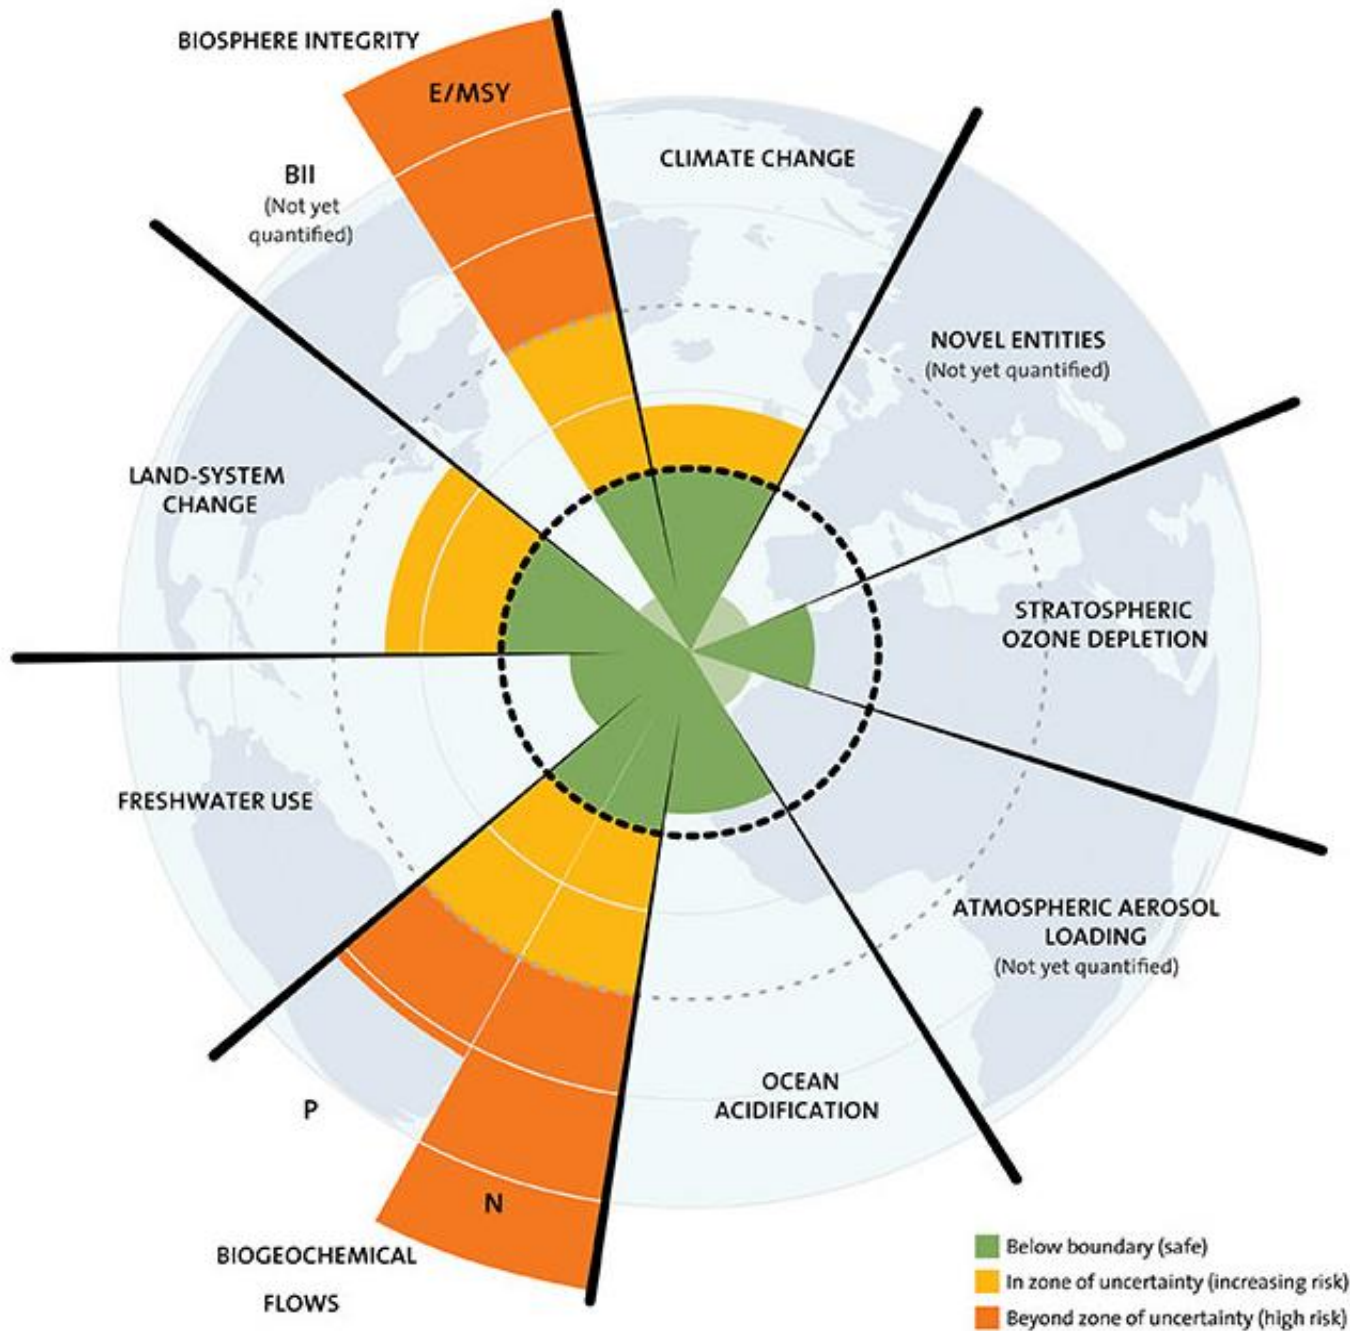 BIOSPHERE INTEGRITY
E/MSY
BII
(Not yet
quantified)
CLIMATE CHANGE
NOVEL ENTITIES
(Not yet quantified)
LAND-SYSTEM
CHANGE
STRATOSPHERIC
OZONE DEPLETION
FRESHWATER USE
ATMOSPHERIC AEROSOL
LOADING
(Not yet quantified)
OCEAN
ACIDIFICATION
P
N
BIOGEOCHEMICAL
FLOWS
Below boundary (safe)
In zone of uncertainty (increasing risk)
Beyond zone of uncertainty (high risk)